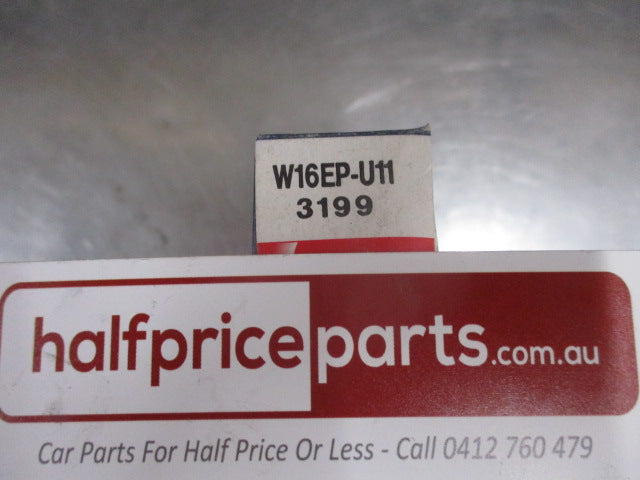 W16EP-U11
3199
halfpriceparts.com.au
Car Parts For Half Price Or Less - Call 0412 760 479